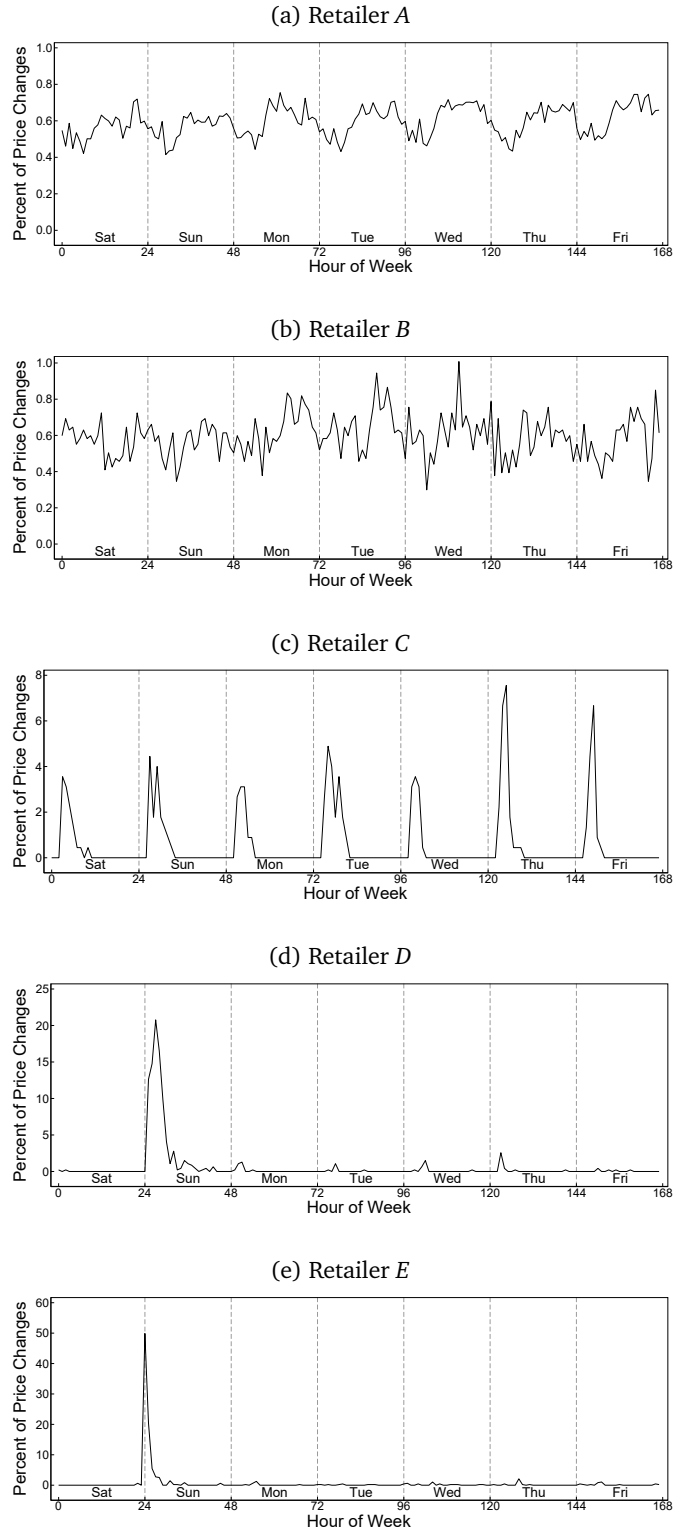 (a) Retailer A
Percent of Price Changes
1.0
0.8
0.6
0.4
0.2
0.0
Sat Sun Mon Tue Wed Thu Fri
0 24 48 72 96 120 144 168
Hour of Week
(b) Retailer B
Percent of Price Changes
1.0
0.8
0.6
0.4
0.2
0.0
Sat Sun Mon Tue Wed Thu Fri
0 24 48 72 96 120 144 168
Hour of Week
(c) Retailer C
Percent of Price Changes
8
6
4
2
0
Sat Sun Mon Tue Wed Thu Fri
0 24 48 72 96 120 144 168
Hour of Week
(d) Retailer D
Percent of Price Changes
25
20
15
10
5
0
Sat Sun Mon Tue Wed Thu Fri
0 24 48 72 96 120 144 168
Hour of Week
(e) Retailer E
Percent of Price Changes
60
50
40
30
20
10
0
Sat Sun Mon Tue Wed Thu Fri
0 24 48 72 96 120 144 168
Hour of Week